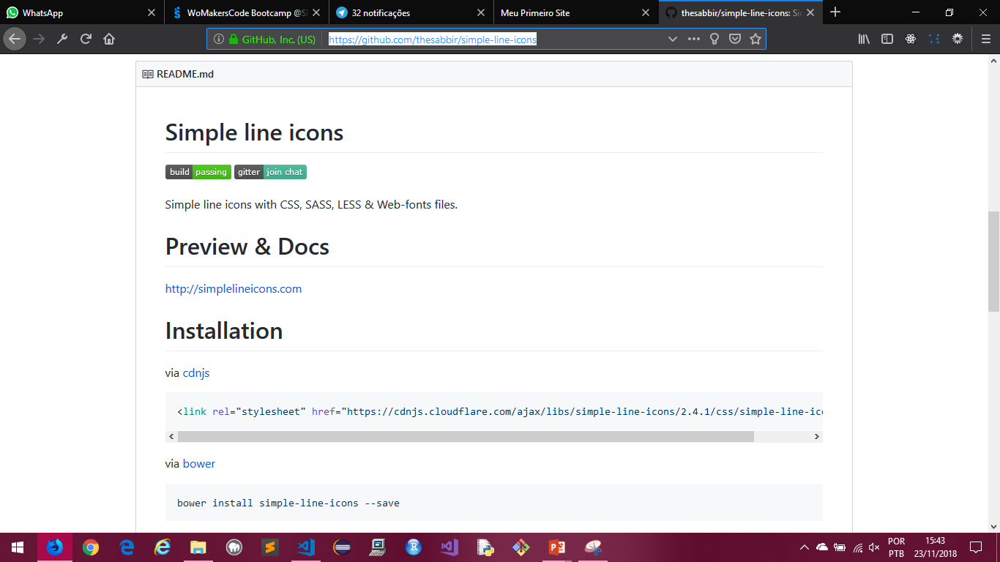 WhatsApp
WoMakersCode Bootcamp @S
32 notificações
Meu Primeiro Site
thesabbir/simple-line-icons: Si
GitHub, Inc. (US)
https://github.com/thesabbir/simple-line-icons
README.md
Simple line icons
build passing gitter join chat
Simple line icons with CSS, SASS, LESS & Web-fonts files.
Preview & Docs
http://simplelineicons.com
Installation
via cdnjs
<link rel="stylesheet" href="https://cdnjs.cloudflare.com/ajax/libs/simple-line-icons/2.4.1/css/simple-line-ico
via bower
bower install simple-line-icons --save
POR
PTB
15:43
23/11/2018